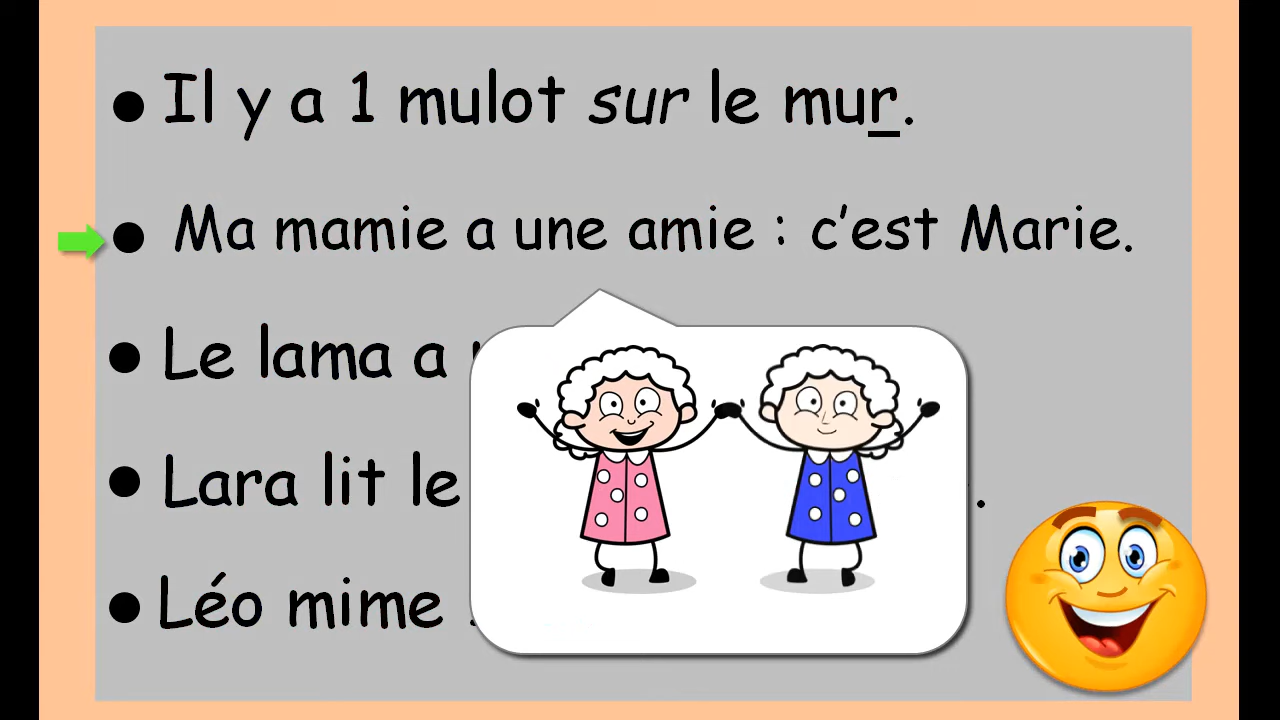 ● Il y a 1 mulot sur le mur.
● Ma mamie a une amie : c’est Marie.
● Le lama a
● Lara lit le .
● Léo mime